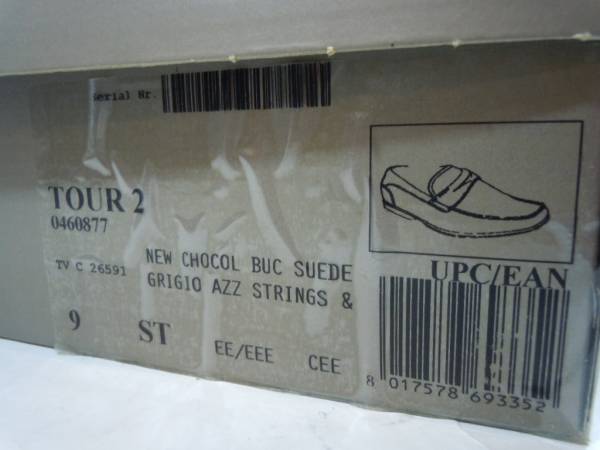 Serial Nr.
TOUR 2
0460877
TV C 26591
NEW CHOCOL BUC SUEDE
GRIGIO AZZ STRINGS &
9 ST EE/EEE CEE
UPC/EAN
8 017578 693352